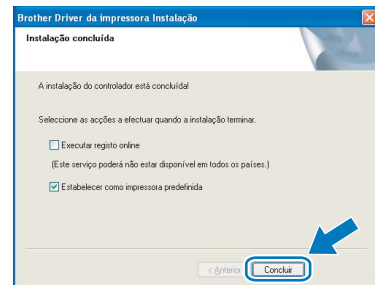 Brother Driver da impressora Instalação
Instalação concluída
A instalação do controlador está concluída!
Seleccione as acções a efectuar quando a instalação terminar.
Executar registo online
(Este serviço poderá não estar disponível em todos os países.)
Estabelecer como impressora predefinida
< Anterior Concluir